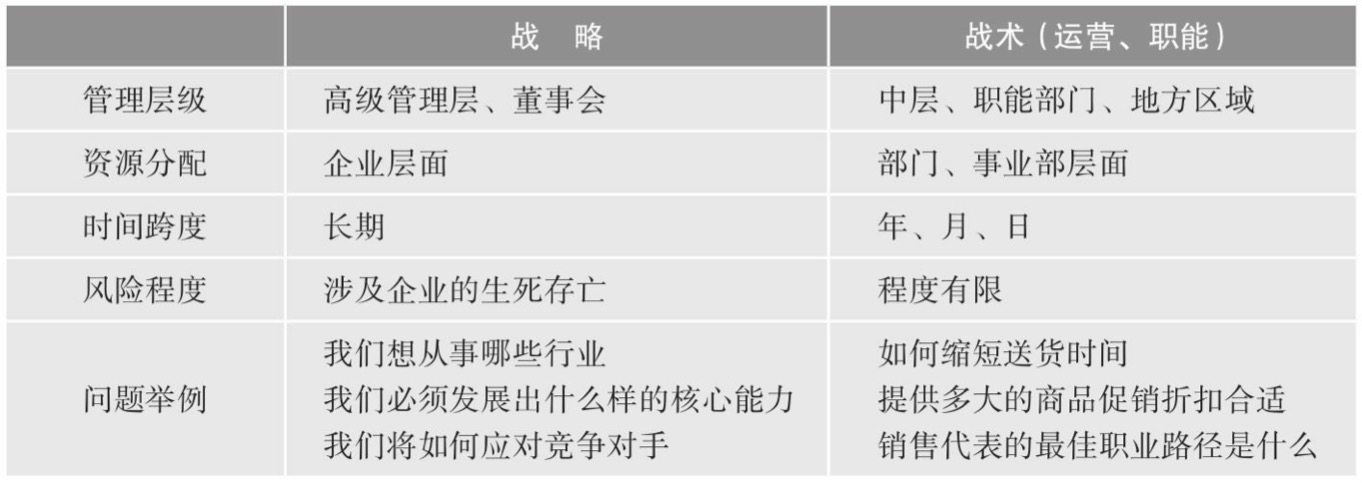 战 略 战术（运营、职能）
管理层级 高级管理层、董事会 中层、职能部门、地方区域
资源分配 企业层面 部门、事业部层面
时间跨度 长期 年、月、日
风险程度 涉及企业的生死存亡 程度有限
我们想从事哪些行业 如何缩短送货时间
问题举例 我们必须发展出什么样的核心能力 提供多大的商品促销折扣合适
我们将如何应对竞争对手 销售代表的最佳职业路径是什么